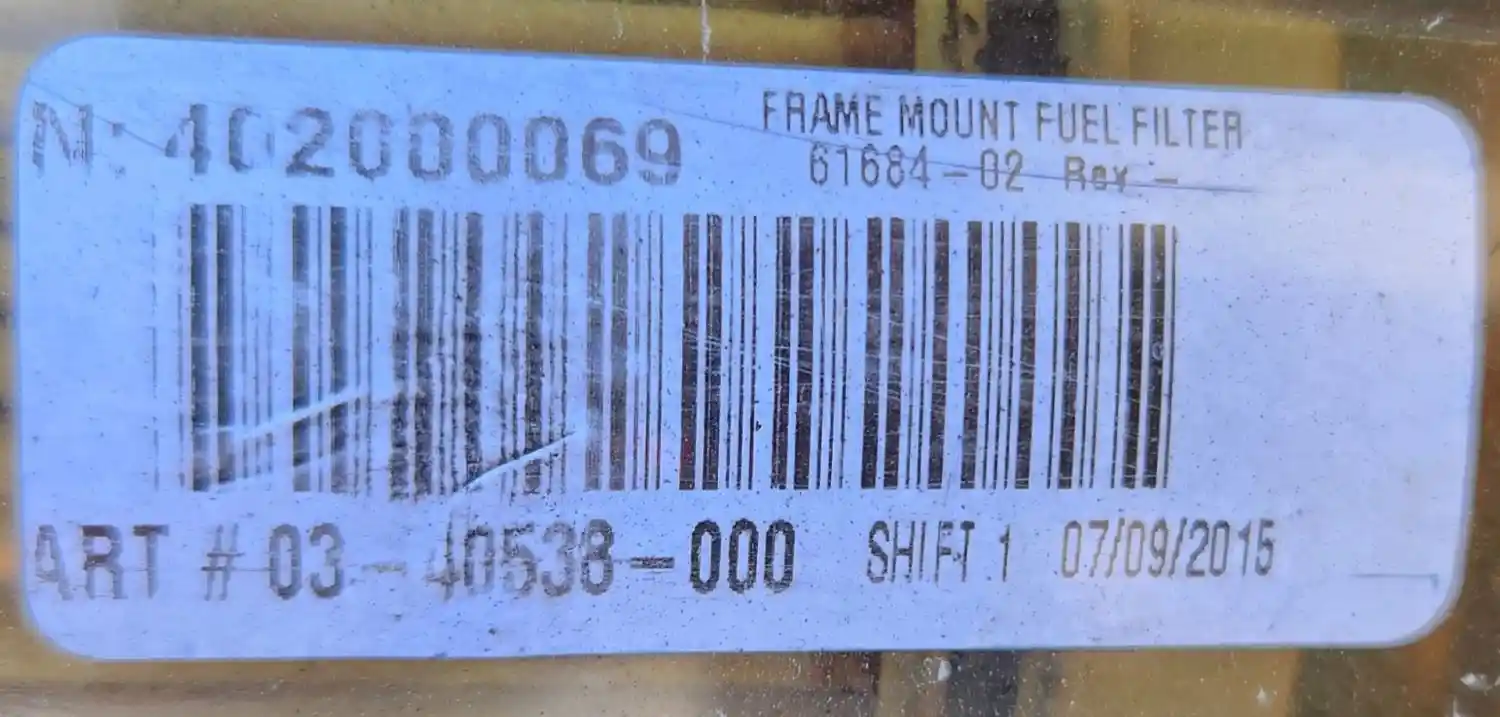 N: 402000069
FRAME MOUNT FUEL FILTER
61684-02 Rev -
ART # 03-40538-000 SHIFT 1 07/09/2015